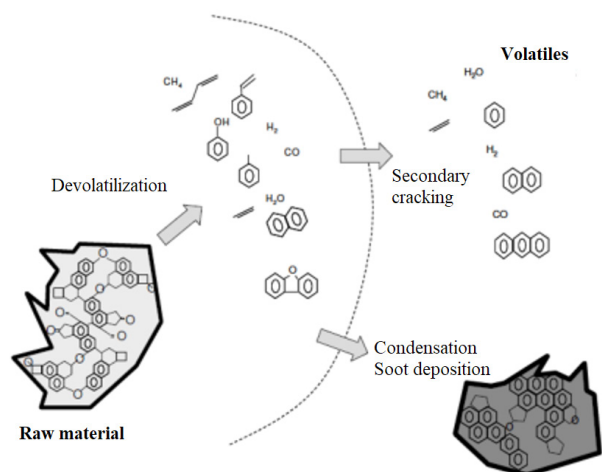 Volatiles
H₂O
CH₄
CH₄
OH
H₂
CO
H₂
Devolatilization
Secondary
cracking
H₂O
CO
O
O
O
O
O
O
O
O
O
Condensation
Soot deposition
Raw material